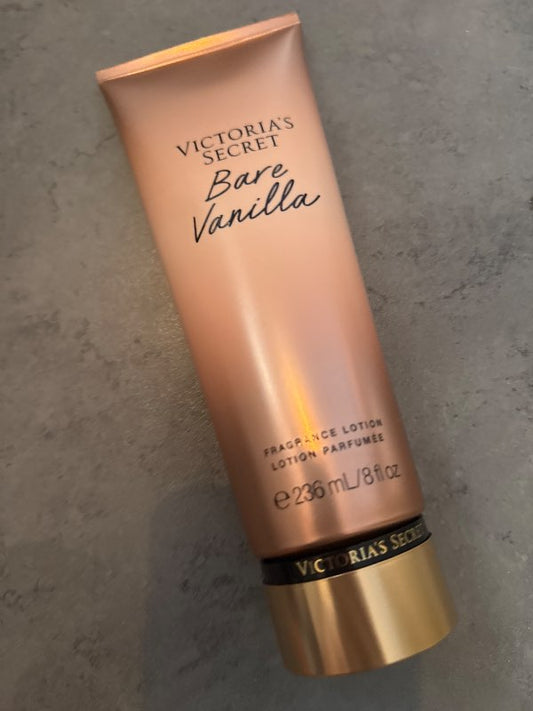 VICTORIA'S
SECRET
Bare
Vanilla
FRAGRANCE LOTION
LOTION PARFUMÉE
℮236 mL/8 fl oz
VICTORIA'S SECRET